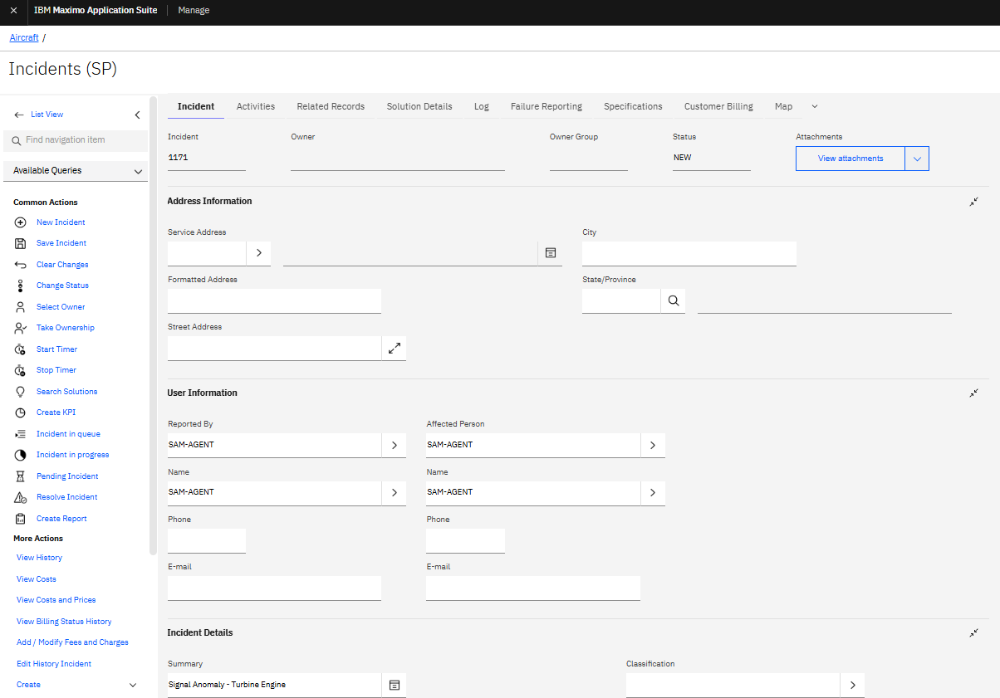 IBM Maximo Application Suite | Manage
Aircraft /
Incidents (SP)
List View
Find navigation item
Available Queries
Common Actions
New Incident
Save Incident
Clear Changes
Change Status
Select Owner
Take Ownership
Start Timer
Stop Timer
Search Solutions
Create KPI
Incident in queue
Incident in progress
Pending Incident
Resolve Incident
Create Report
More Actions
View History
View Costs
View Costs and Prices
View Billing Status History
Add / Modify Fees and Charges
Edit History Incident
Create
Incident Activities Related Records Solution Details Log Failure Reporting Specifications Customer Billing Map
Incident Owner Owner Group Status Attachments
1171 NEW View attachments
Address Information
Service Address City
Formatted Address State/Province
Street Address
User Information
Reported By Affected Person
SAM-AGENT SAM-AGENT
Name Name
SAM-AGENT SAM-AGENT
Phone Phone
E-mail E-mail
Incident Details
Summary Classification
Signal Anomaly - Turbine Engine